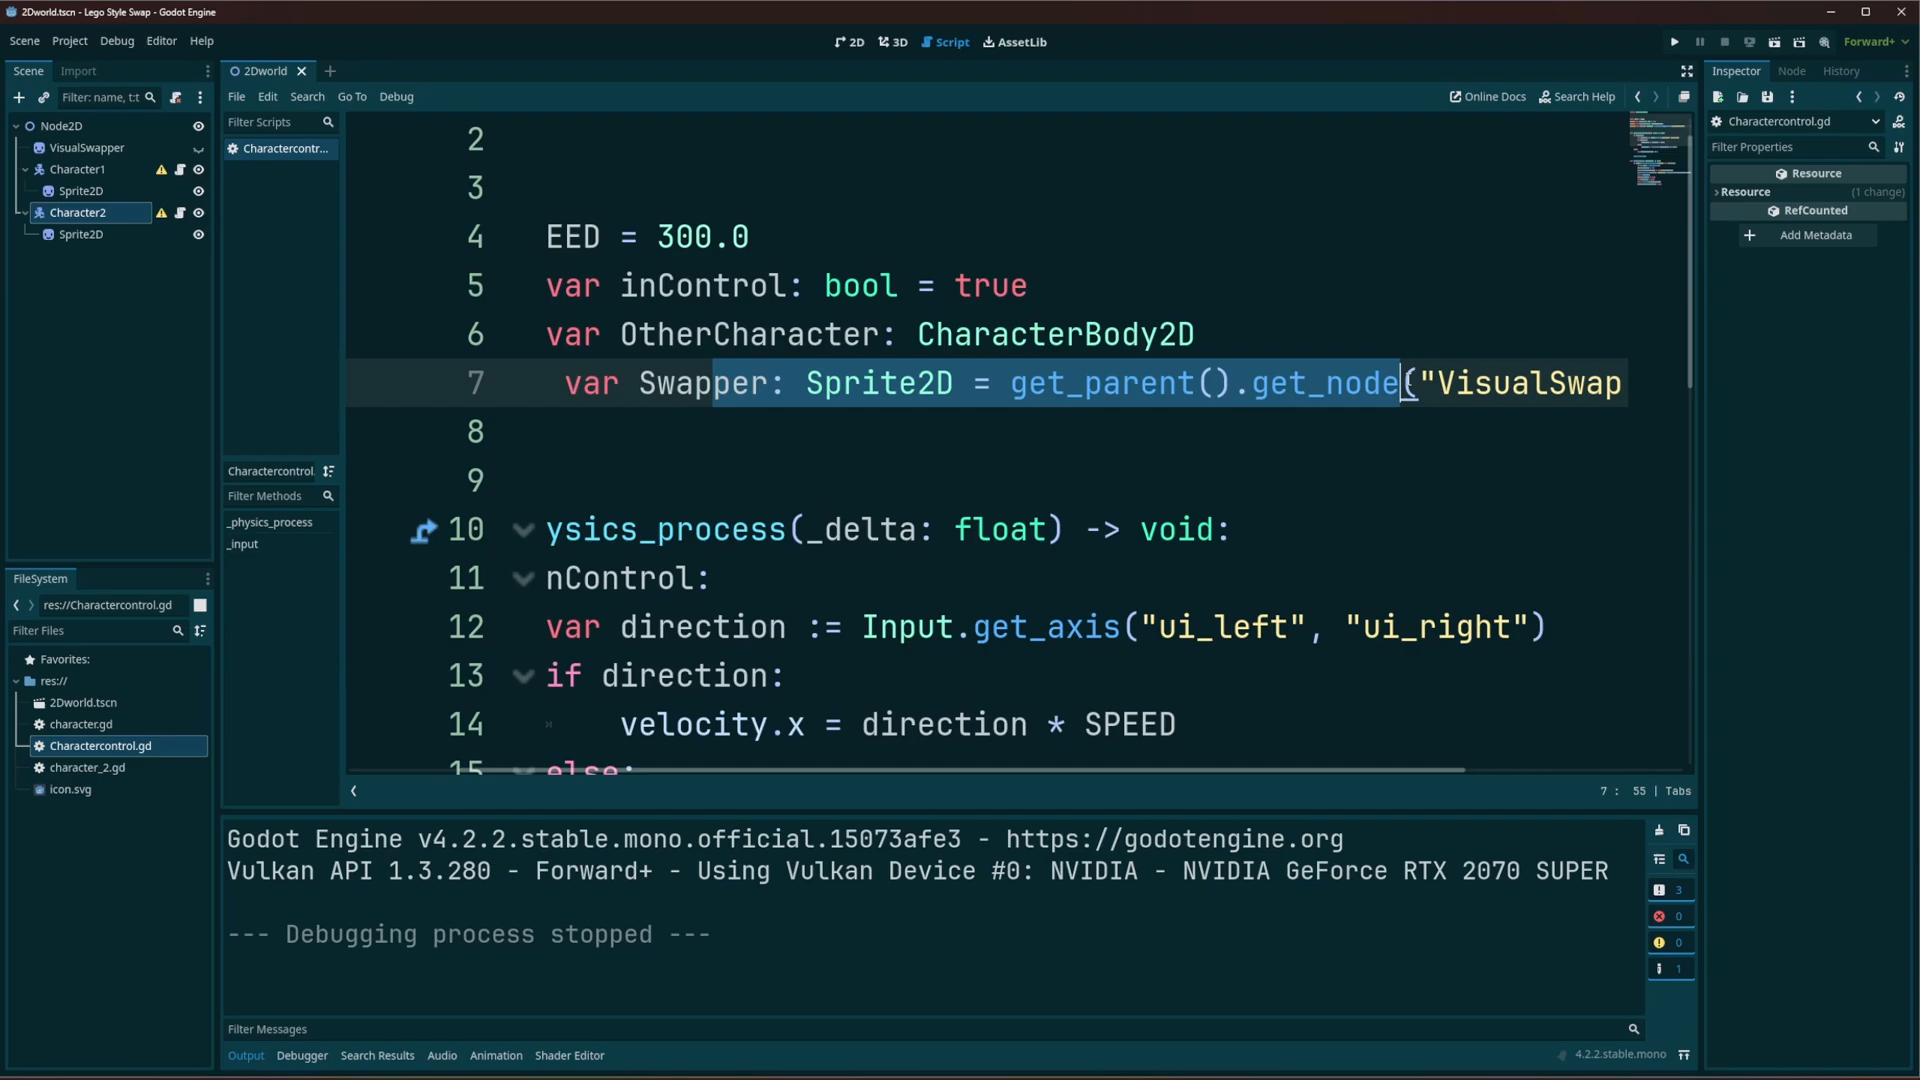 2Dworld.tscn - Lego Style Swap - Godot Engine
Scene Project Debug Editor Help
2D 3D Script AssetLib
Forward+
Scene Import
Filter: name, t:t
Node2D
VisualSwapper
Character1
Sprite2D
Character2
Sprite2D
FileSystem
res://Charactercontrol.gd
Filter Files
Favorites:
res://
2Dworld.tscn
character.gd
Charactercontrol.gd
character_2.gd
icon.svg
2Dworld
File Edit Search Go To Debug
Online Docs Search Help
Filter Scripts
Charactercontr...
Charactercontrol.
Filter Methods
_physics_process
_input
2
3
4 EED = 300.0
5 var inControl: bool = true
6 var OtherCharacter: CharacterBody2D
7 var Swapper: Sprite2D = get_parent().get_node("VisualSwap
8
9
10 ysics_process(_delta: float) -> void:
11 nControl:
12 var direction := Input.get_axis("ui_left", "ui_right")
13 if direction:
14 velocity.x = direction * SPEED
15 else:
7 : 55 | Tabs
Godot Engine v4.2.2.stable.mono.official.15073afe3 - https://godotengine.org
Vulkan API 1.3.280 - Forward+ - Using Vulkan Device #0: NVIDIA - NVIDIA GeForce RTX 2070 SUPER
--- Debugging process stopped ---
3
0
0
1
Filter Messages
Output Debugger Search Results Audio Animation Shader Editor
4.2.2.stable.mono
Inspector Node History
Charactercontrol.gd
Filter Properties
Resource
Resource (1 change)
RefCounted
Add Metadata